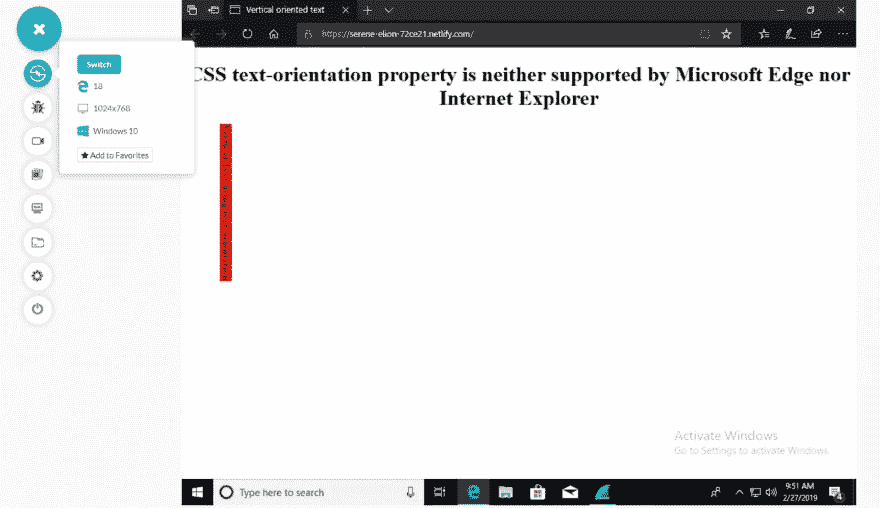 Vertical oriented text
https://serene-elion-72ce21.netlify.com/
Switch
18
1024x768
Windows 10
Add to Favorites
CSS text-orientation property is neither supported by Microsoft Edge nor
Internet Explorer
Activate Windows
Go to Settings to activate Windows.
Type here to search
9:51 AM
2/27/2019
4